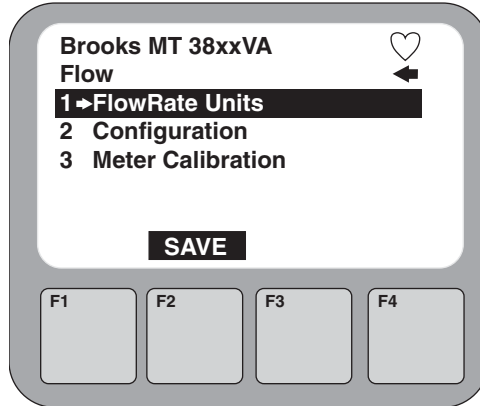 Brooks MT 38xxVA
Flow
1 FlowRate Units
2 Configuration
3 Meter Calibration
SAVE
F1 F2 F3 F4